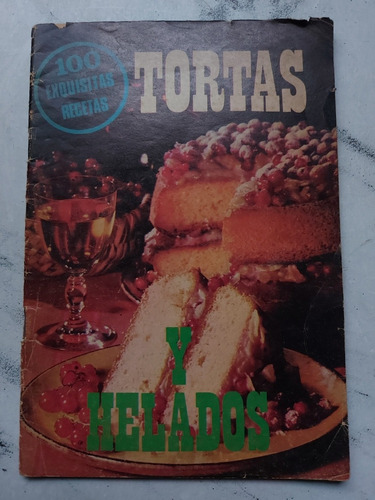 100
EXQUISITAS
RECETAS
TORTAS
Y
HELADOS